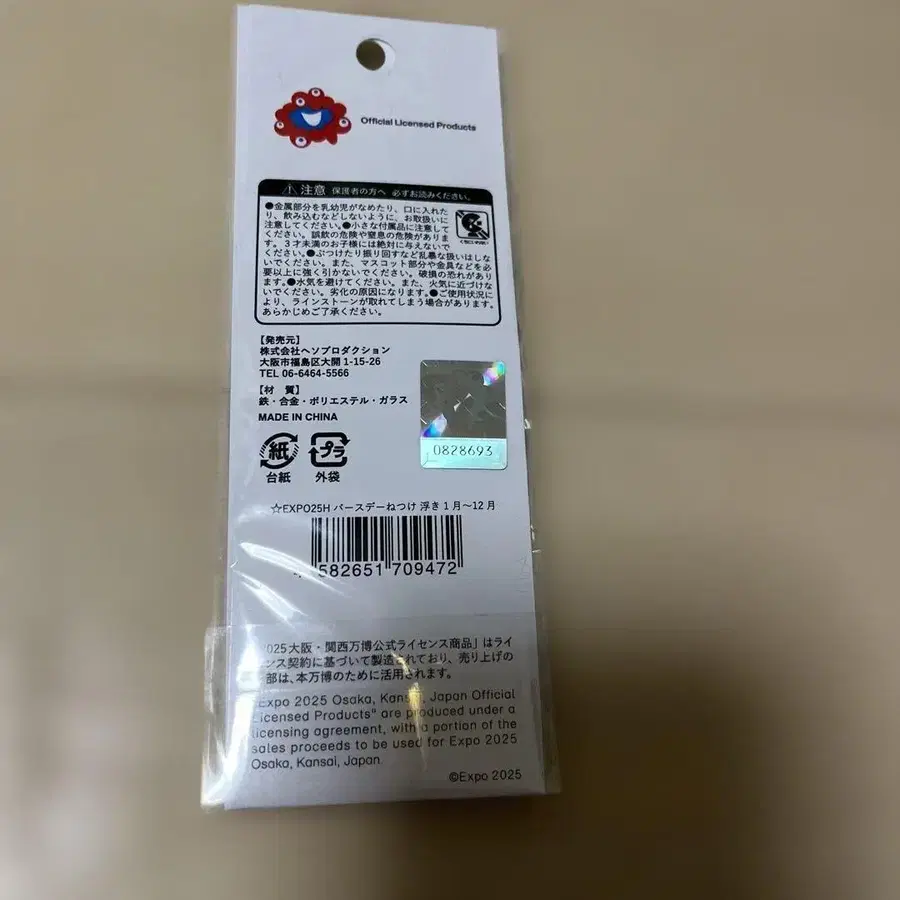 Official Licensed Products
注意 保護者の方へ 必ずお読みください。
●金属部分を乳幼児がなめたり、口に入れた
り、飲み込むなどしないように、お取扱いに
注意してください。●小さな付属品に注意して
ください。誤飲の危険や窒息の危険がありま
す。3才未満のお子様には絶対に与えないで
ください。●ぶつけたり振り回すなど乱暴な扱いはしな
いでください。また、マスコット部分や金具などを必
要以上に強く引かないでください。破損の恐れがあり
ます。●水気を避けてください。また、火気に近づけな
いでください。劣化の原因になります。●ご使用状況に
より、ラインストーンが取れてしまう場合があります。
あらかじめご了承ください。
【発売元】
株式会社ヘソプロダクション
大阪市福島区大開1-15-26
TEL 06-6464-5566
【材 質】
鉄・合金・ポリエステル・ガラス
MADE IN CHINA
0828693
紙 プラ
台紙 外袋
☆EXPO25H バースデーねつけ 浮き1月～12月
4 582651 709472
2025大阪・関西万博公式ライセンス商品」はライ
ンス契約に基づいて製造されており、売り上げの
部は、本万博のために活用されます。
"Expo 2025 Osaka, Kansai, Japan Official
Licensed Products" are produced under a
licensing agreement, with a portion of the
sales proceeds to be used for Expo 2025
Osaka, Kansai, Japan.
©Expo 2025